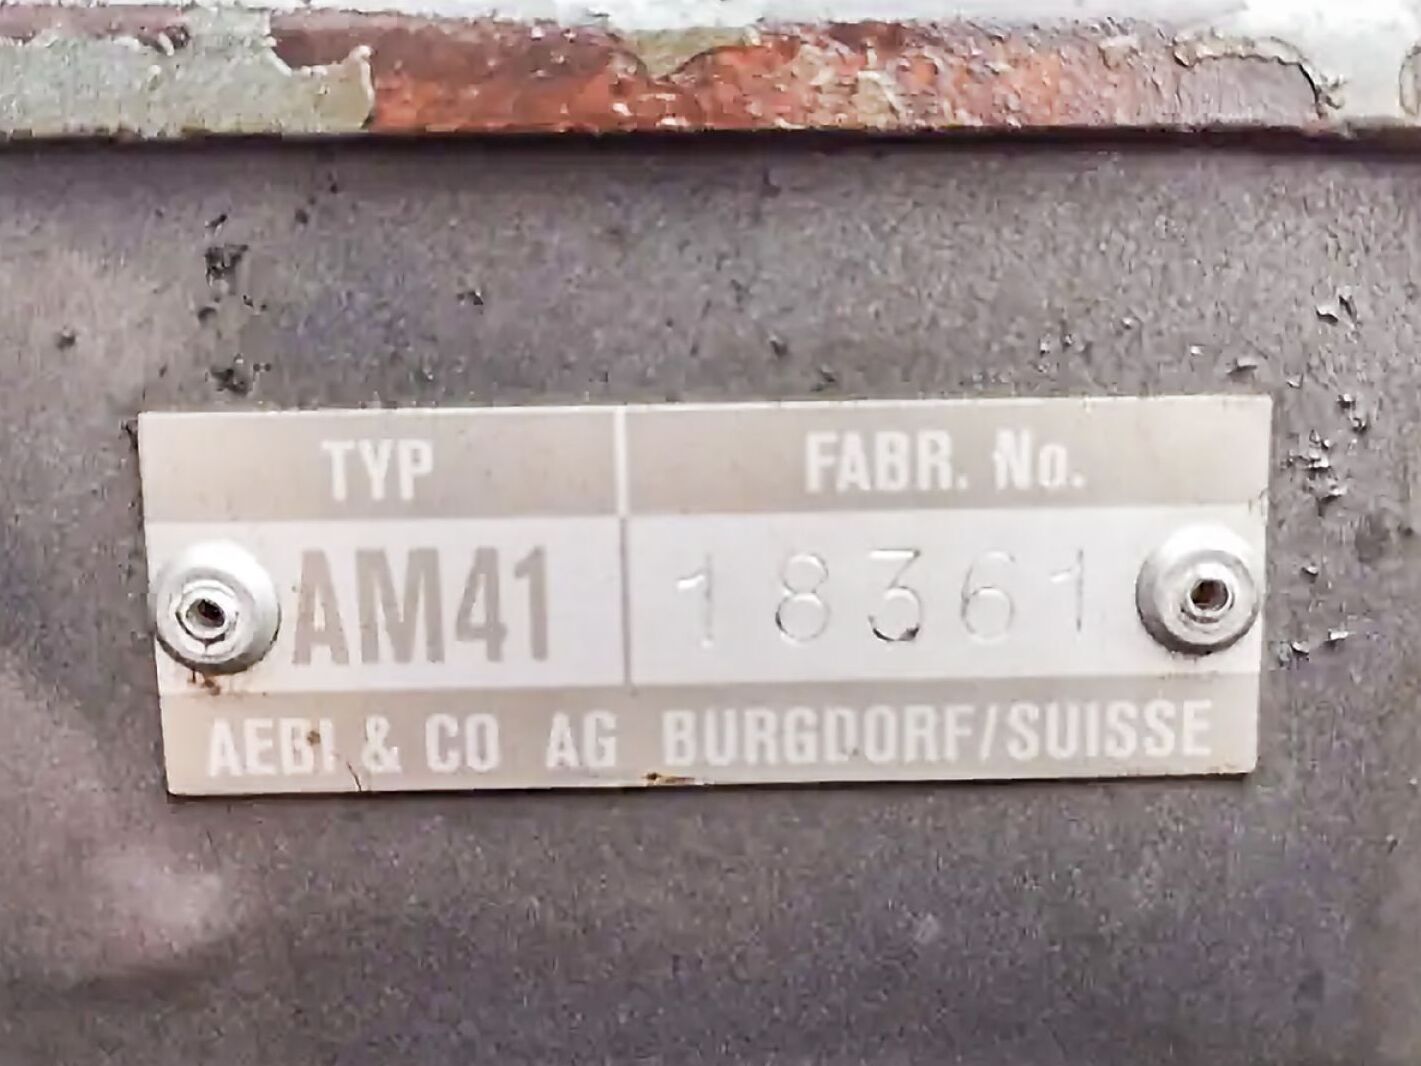 TYP FABR. No.
AM41 18361
AEBI & CO AG BURGDORF/SUISSE